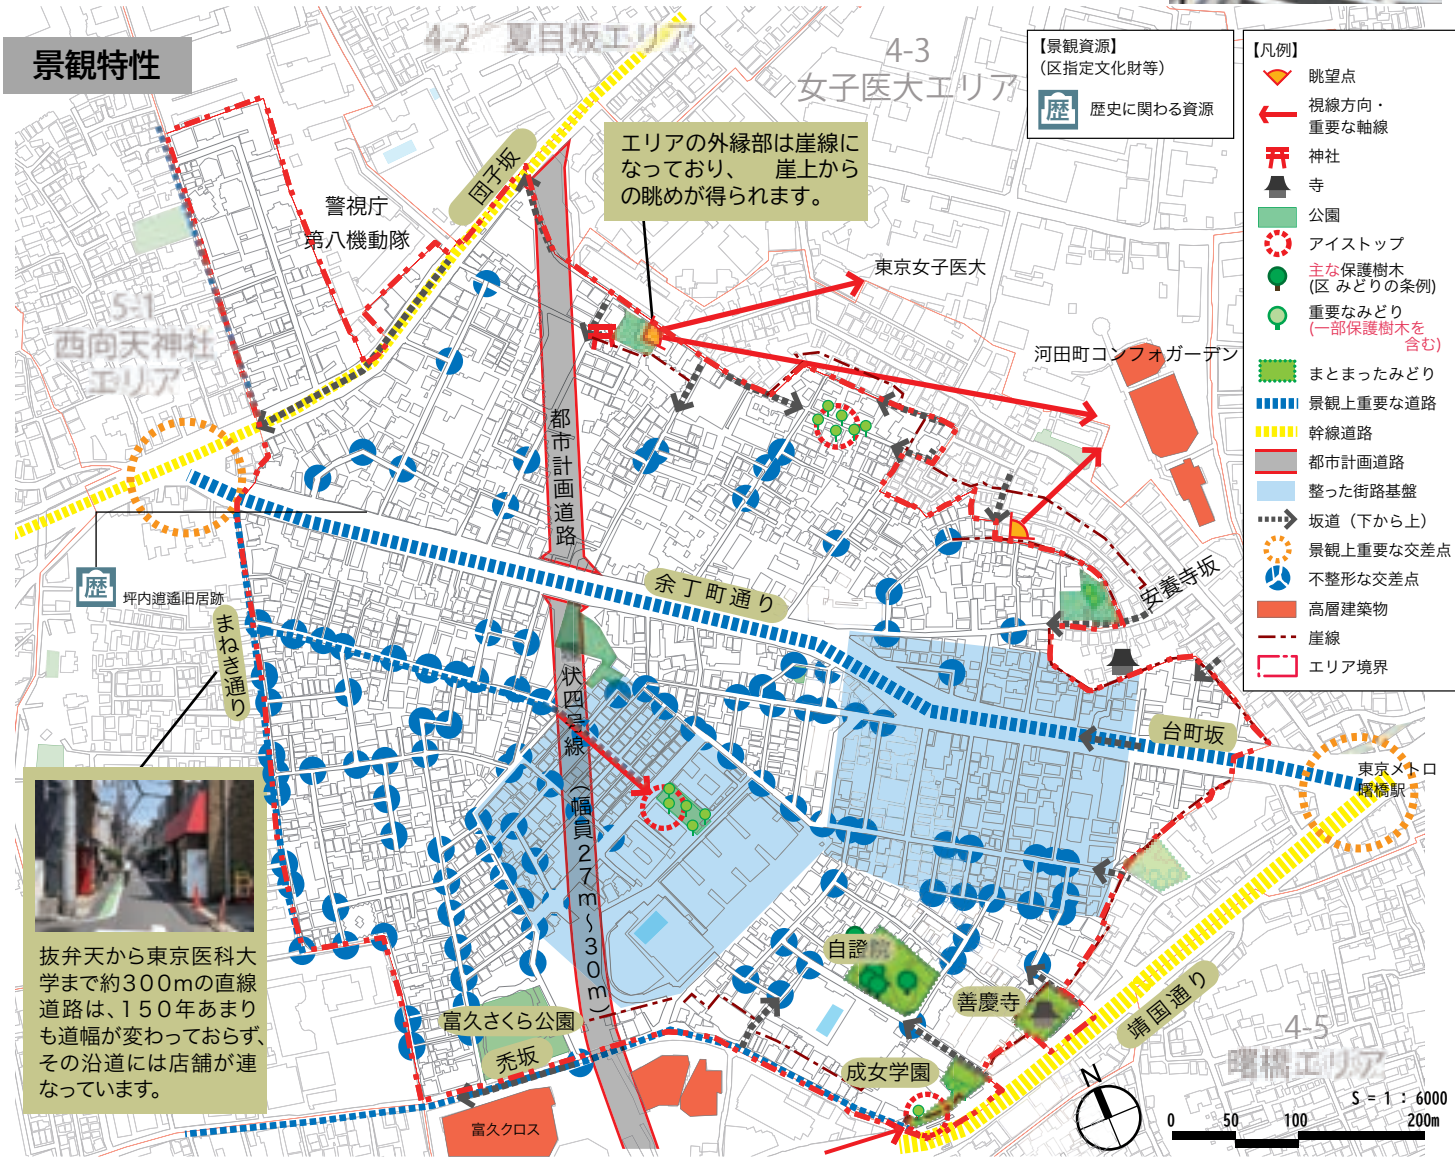 景観特性
4-2 夏目坂エリア
4-3
女子医大エリア
【景観資源】
(区指定文化財等)
歴
歴史に関わる資源
【凡例】
眺望点
視線方向・
重要な軸線
神社
寺
公園
アイストップ
主な保護樹木
(区 みどりの条例)
重要なみどり
(一部保護樹木を
含む)
まとまったみどり
景観上重要な道路
幹線道路
都市計画道路
整った街路基盤
坂道（下から上）
景観上重要な交差点
不整形な交差点
高層建築物
崖線
エリア境界
エリアの外縁部は崖線に
なっており、 崖上から
の眺めが得られます。
団子坂
警視庁
第八機動隊
5-1
西向天神社
エリア
東京女子医大
河田町コンフォガーデン
都市計画道路
状四号線（幅員27m～30m）
余丁町通り
安養寺坂
歴
坪内逍遙旧居跡
まねき通り
台町坂
東京メトロ
曙橋駅
抜弁天から東京医科大
学まで約300mの直線
道路は、150年あまり
も道幅が変わっておらず、
その沿道には店舗が連
なっています。
自證院
善慶寺
靖国通り
富久さくら公園
禿坂
成女学園
4-5
曙橋エリア
富久クロス
N
S = 1 : 6000
0 50 100 200m